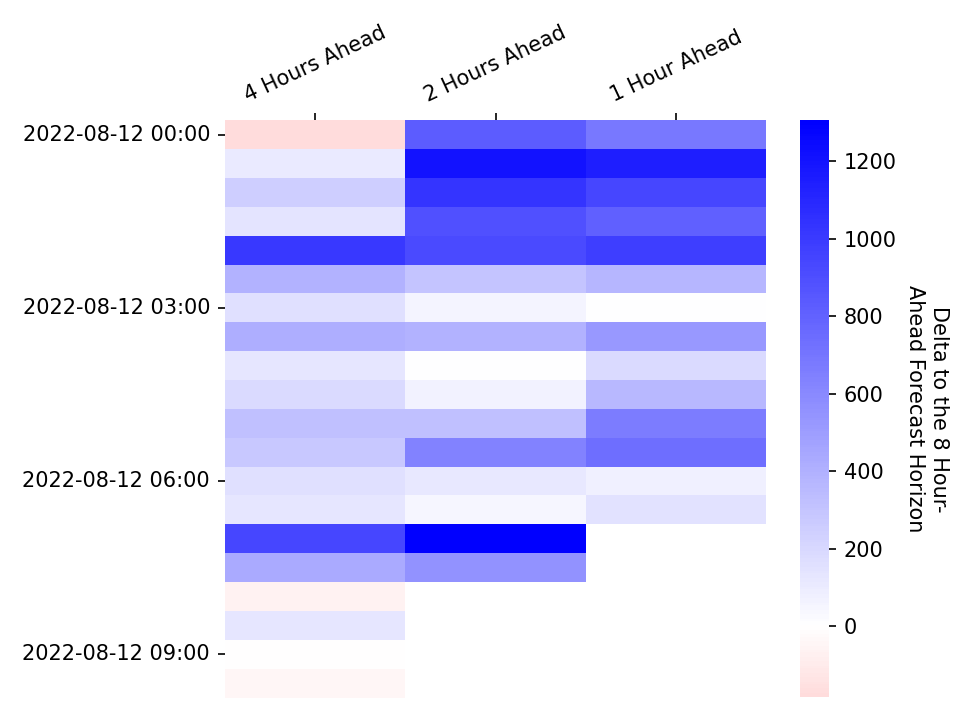 4 Hours Ahead
2 Hours Ahead
1 Hour Ahead
2022-08-12 00:00
2022-08-12 03:00
2022-08-12 06:00
2022-08-12 09:00
1200
1000
800
600
400
200
0
Delta to the 8 Hour-
Ahead Forecast Horizon